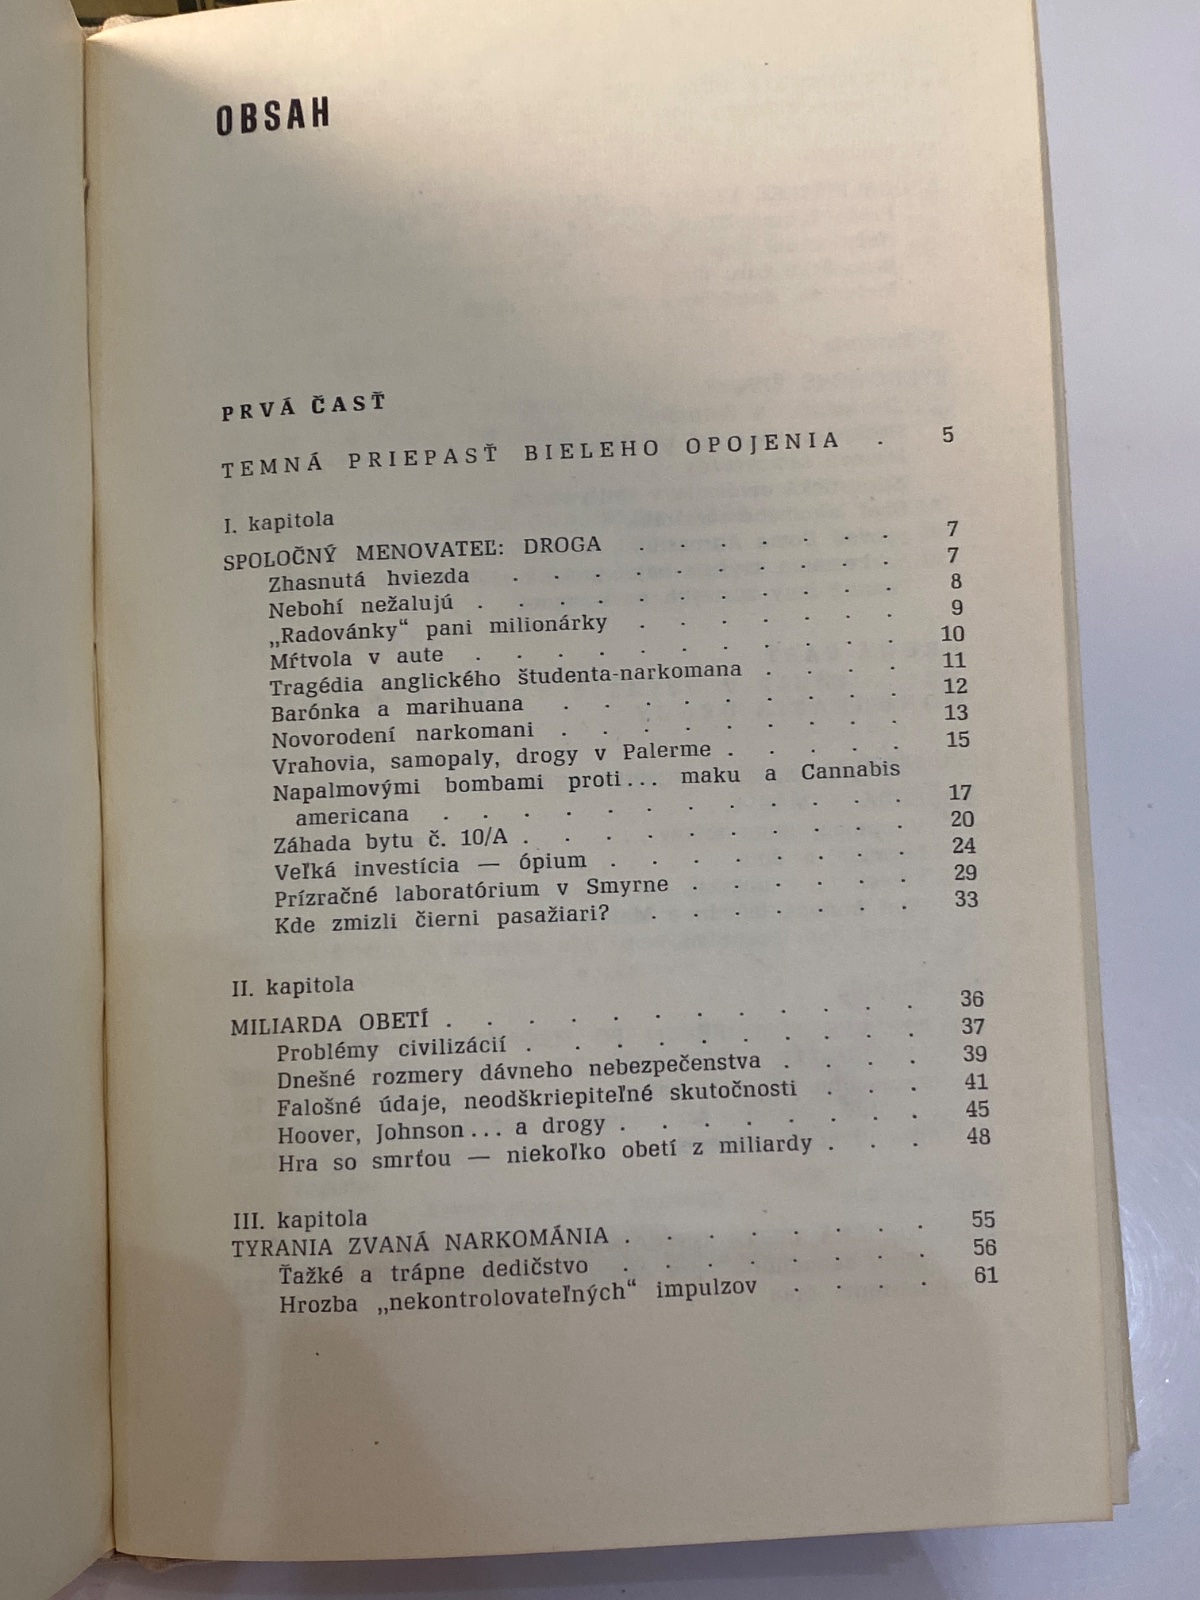 OBSAH
PRVÁ ČASŤ
TEMNÁ PRIEPASŤ BIELEHO OPOJENIA . 5
I. kapitola
SPOLOČNÝ MENOVATEĽ: DROGA . . . . . . . 7
Zhasnutá hviezda . . . . . . . . . . 7
Nebohí nežalujú . . . . . . . . . . . 8
„Radovánky“ pani milionárky . . . . . . . 9
Mŕtvola v aute . . . . . . . . . . . 10
Tragédia anglického študenta-narkomana . . . . 11
Barónka a marihuana . . . . . . . . . 12
Novorodení narkomani . . . . . . . . . 13
Vrahovia, samopaly, drogy v Palerme . . . . . 15
Napalmovými bombami proti... maku a Cannabis
americana . . . . . . . . . . . . 17
Záhada bytu č. 10/A . . . . . . . . . . 20
Veľká investícia — ópium . . . . . . . . 24
Prízračné laboratórium v Smyrne . . . . . . 29
Kde zmizli čierni pasažiari? . . . . . . . 33
II. kapitola
MILIARDA OBETÍ . . . . . . . . . . . . 36
Problémy civilizácií . . . . . . . . . . 37
Dnešné rozmery dávneho nebezpečenstva . . . . 39
Falošné údaje, neodškriepiteľné skutočnosti . . . 41
Hoover, Johnson... a drogy . . . . . . . . 45
Hra so smrťou — niekoľko obetí z miliardy . . . 48
III. kapitola
TYRANIA ZVANÁ NARKOMÁNIA . . . . . . . . 55
Ťažké a trápne dedičstvo . . . . . . . . 56
Hrozba „nekontrolovateľných“ impulzov . . . . 61